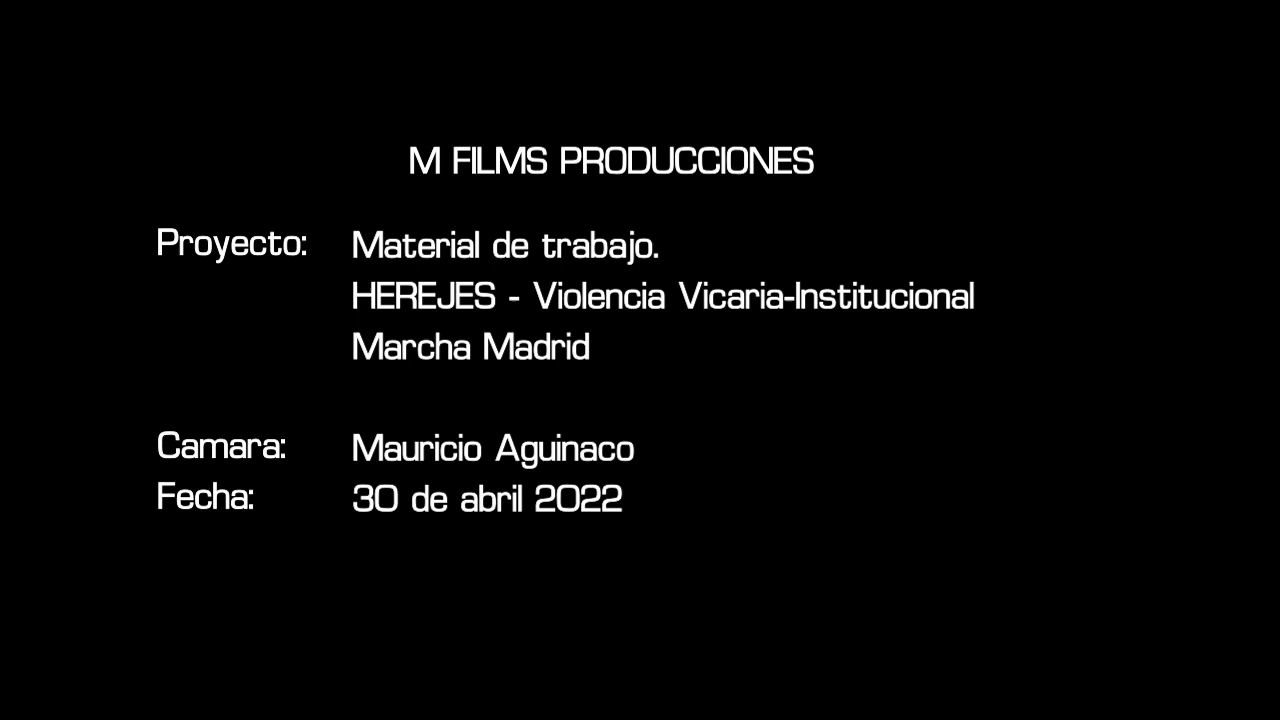 M FILMS PRODUCCIONES
Proyecto: Material de trabajo.
HEREJES - Violencia Vicaria-Institucional
Marcha Madrid
Camara: Mauricio Aguinaco
Fecha: 30 de abril 2022